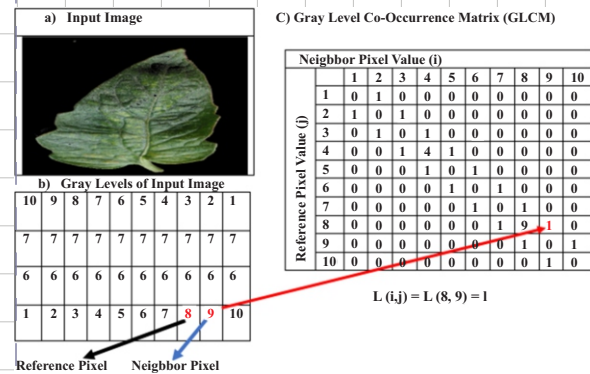 a) Input Image
b) Gray Levels of Input Image
10 9 8 7 6 5 4 3 2 1
7 7 7 7 7 7 7 7 7 7
6 6 6 6 6 6 6 6 6 6
1 2 3 4 5 6 7 8 9 10
Reference Pixel Neigbbor Pixel
C) Gray Level Co-Occurrence Matrix (GLCM)
Neigbbor Pixel Value (i)
Reference Pixel Value (j)
1 2 3 4 5 6 7 8 9 10
1 0 1 0 0 0 0 0 0 0 0
2 1 0 1 0 0 0 0 0 0 0
3 0 1 0 1 0 0 0 0 0 0
4 0 0 1 4 1 0 0 0 0 0
5 0 0 0 1 0 1 0 0 0 0
6 0 0 0 0 1 0 1 0 0 0
7 0 0 0 0 0 1 0 1 0 0
8 0 0 0 0 0 0 1 9 1 0
9 0 0 0 0 0 0 0 1 0 1
10 0 0 0 0 0 0 0 0 1 0
L (i,j) = L (8, 9) = l